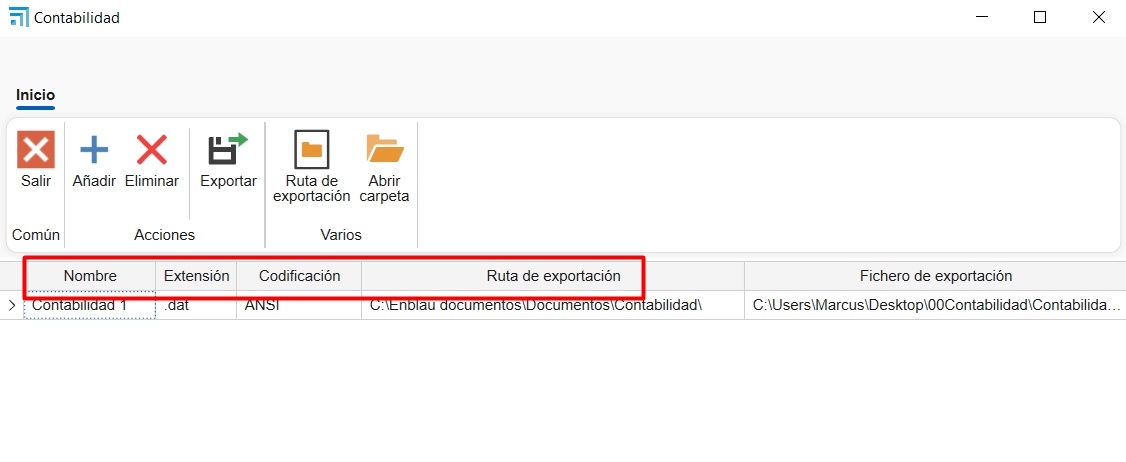 Contabilidad
Inicio
Salir
Añadir
Eliminar
Exportar
Ruta de
exportación
Abrir
carpeta
Común
Acciones
Varios
Nombre Extensión Codificación Ruta de exportación Fichero de exportación
Contabilidad 1 .dat ANSI C:\Enblau documentos\Documentos\Contabilidad\ C:\Users\Marcus\Desktop\00Contabilidad\Contabilida...